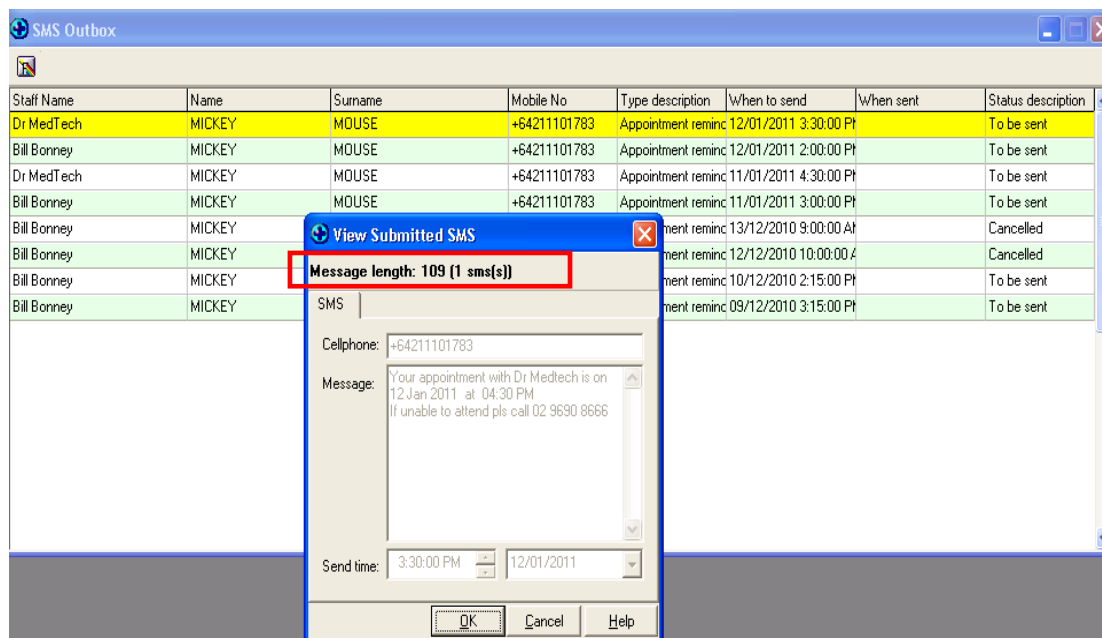 SMS Outbox
Staff Name Name Surname Mobile No Type description When to send When sent Status description
Dr MedTech MICKEY MOUSE +64211101783 Appointment reminc 12/01/2011 3:30:00 PM To be sent
Bill Bonney MICKEY MOUSE +64211101783 Appointment reminc 12/01/2011 2:00:00 PM To be sent
Dr MedTech MICKEY MOUSE +64211101783 Appointment reminc 11/01/2011 4:30:00 PM To be sent
Bill Bonney MICKEY MOUSE +64211101783 Appointment reminc 11/01/2011 3:00:00 PM To be sent
Bill Bonney MICKEY ment reminc 13/12/2010 9:00:00 AM Cancelled
Bill Bonney MICKEY ment reminc 12/12/2010 10:00:00 A Cancelled
Bill Bonney MICKEY ment reminc 10/12/2010 2:15:00 PM To be sent
Bill Bonney MICKEY ment reminc 09/12/2010 3:15:00 PM To be sent
View Submitted SMS
Message length: 109 (1 sms(s))
SMS
Cellphone: +64211101783
Message: Your appointment with Dr Medtech is on
12 Jan 2011 at 04:30 PM
If unable to attend pls call 02 9690 8666
Send time: 3:30:00 PM 12/01/2011
OK Cancel Help